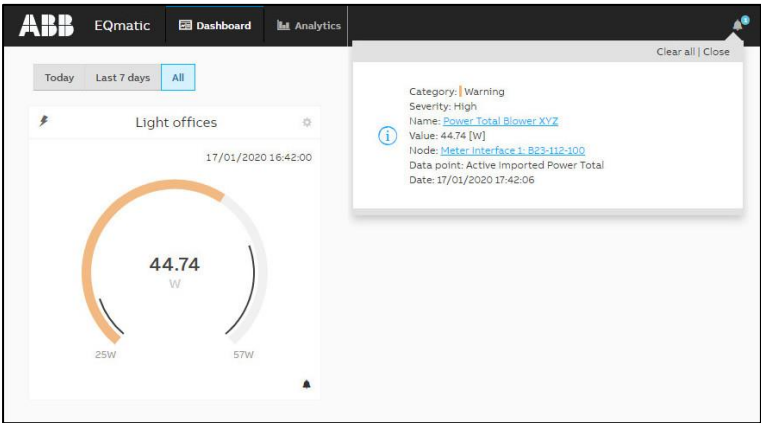 ABB EQmatic Dashboard Analytics 1
Clear all | Close
Today Last 7 days All
Light offices
17/01/2020 16:42:00
44.74
W
25W 57W
Category: Warning
Severity: High
Name: Power Total Blower XYZ
Value: 44.74 [W]
Node: Meter Interface 1: B23-112-100
Data point: Active Imported Power Total
Date: 17/01/2020 17:42:06